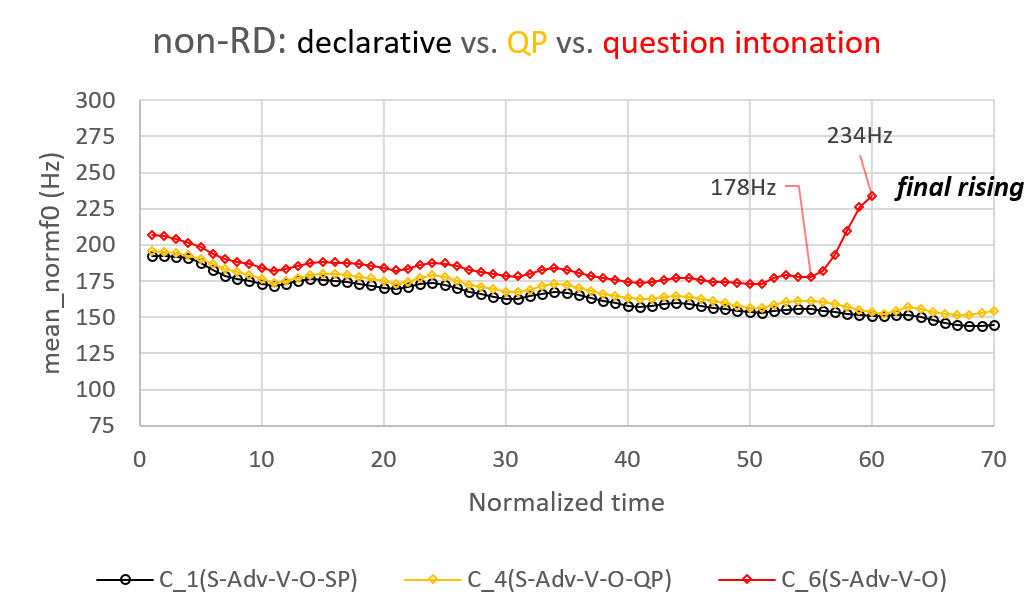 non-RD: declarative vs. QP vs. question intonation
300
275
250
225
200
175
150
125
100
75
mean_normf0 (Hz)
234Hz
178Hz
final rising
0 10 20 30 40 50 60 70
Normalized time
C_1(S-Adv-V-O-SP) C_4(S-Adv-V-O-QP) C_6(S-Adv-V-O)